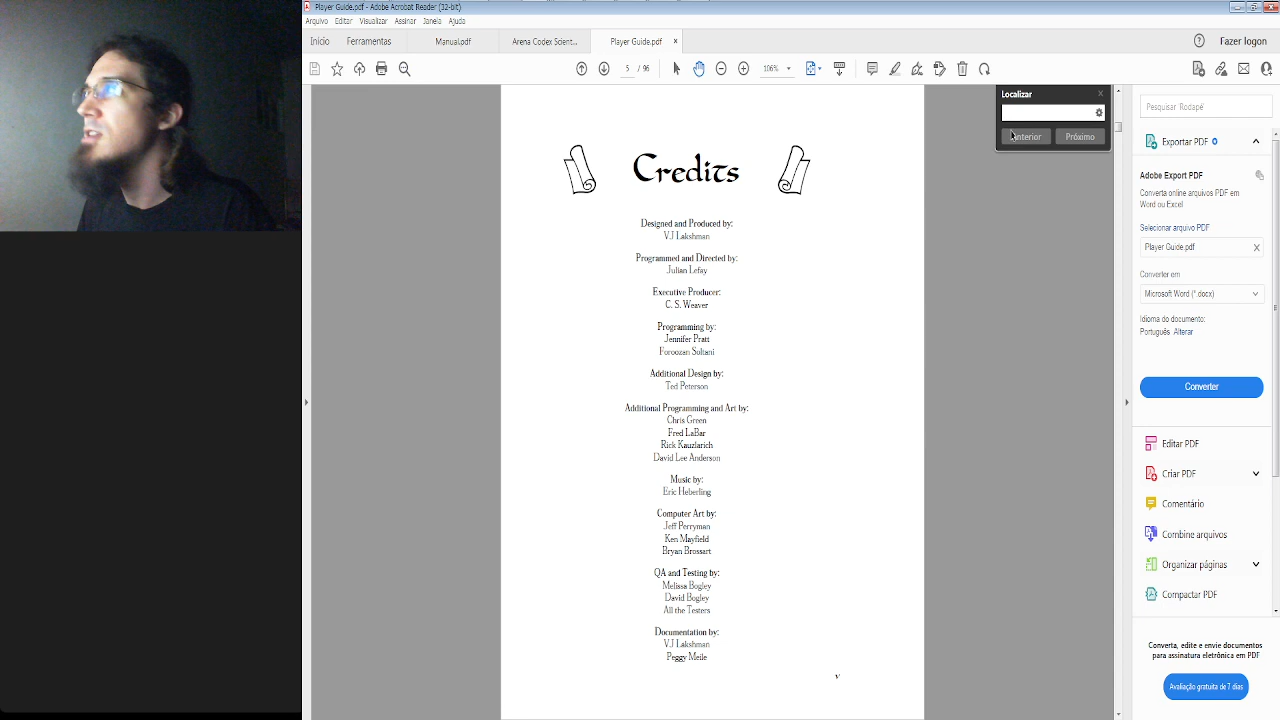 Player Guide.pdf - Adobe Acrobat Reader (32-bit)
Arquivo Editar Visualizar Assinar Janela Ajuda
Início Ferramentas Manual.pdf Arena Codex Scient... Player Guide.pdf Fazer logon
5 / 96 106%
Localizar
Anterior Próximo
Credits
Designed and Produced by:
VJ Lakshman
Programmed and Directed by:
Julian Lefay
Executive Producer:
C. S. Weaver
Programming by:
Jennifer Pratt
Foroozan Soltani
Additional Design by:
Ted Peterson
Additional Programming and Art by:
Chris Green
Fred LaBar
Rick Kauzlarich
David Lee Anderson
Music by:
Eric Heberling
Computer Art by:
Jeff Perryman
Ken Mayfield
Bryan Brossart
QA and Testing by:
Melissa Bogley
David Bogley
All the Testers
Documentation by:
VJ Lakshman
Peggy Meile
v
Pesquisar 'Rodapé'
Exportar PDF
Adobe Export PDF
Converta online arquivos PDF em
Word ou Excel
Selecionar arquivo PDF
Player Guide.pdf
Converter em
Microsoft Word (*.docx)
Idioma do documento:
Português Alterar
Converter
Editar PDF
Criar PDF
Comentário
Combine arquivos
Organizar páginas
Compactar PDF
Converta, edite e envie documentos
para assinatura eletrônica em PDF
Avaliação gratuita de 7 dias